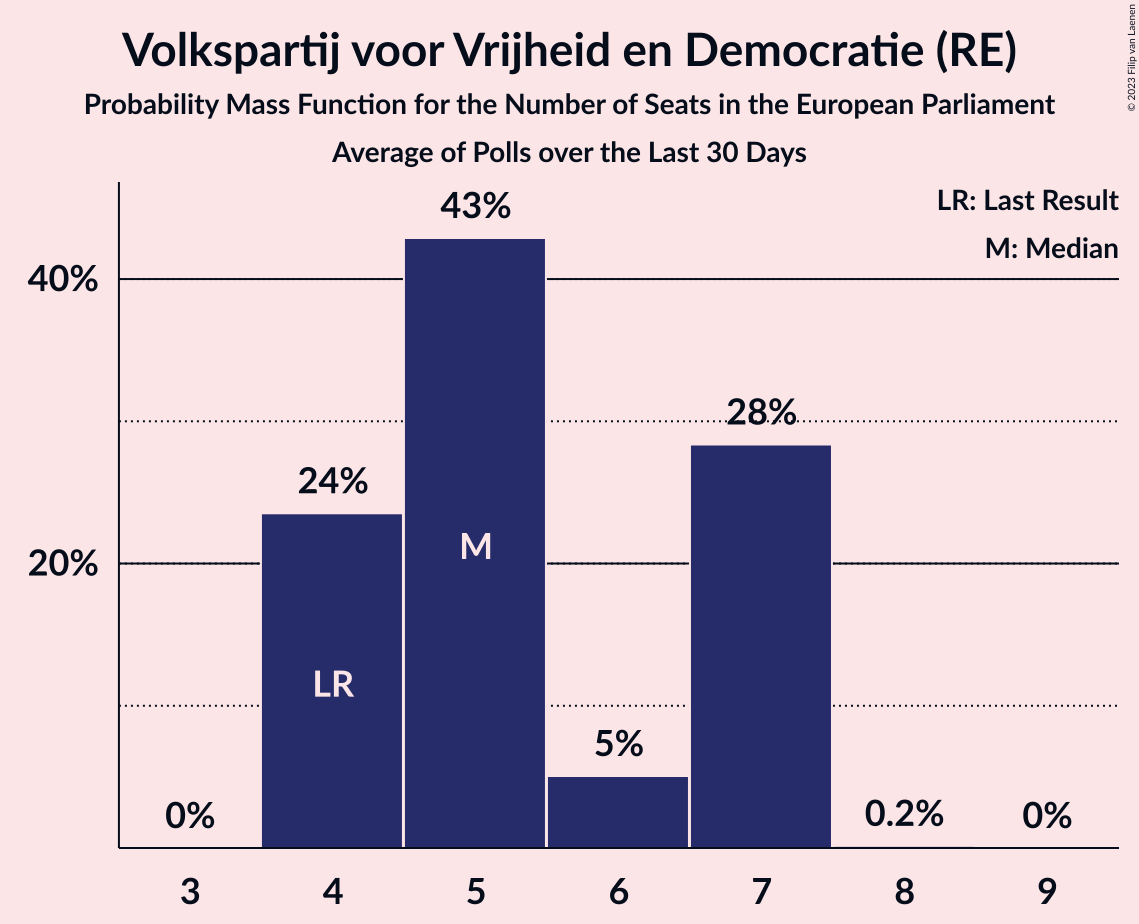 Volkspartij voor Vrijheid en Democratie (RE)
Probability Mass Function for the Number of Seats in the European Parliament
Average of Polls over the Last 30 Days
© 2023 Filip van Laenen
LR: Last Result
M: Median
43%
40%
28%
24%
M
20%
LR
5%
0%
0.2%
0%
3 4 5 6 7 8 9